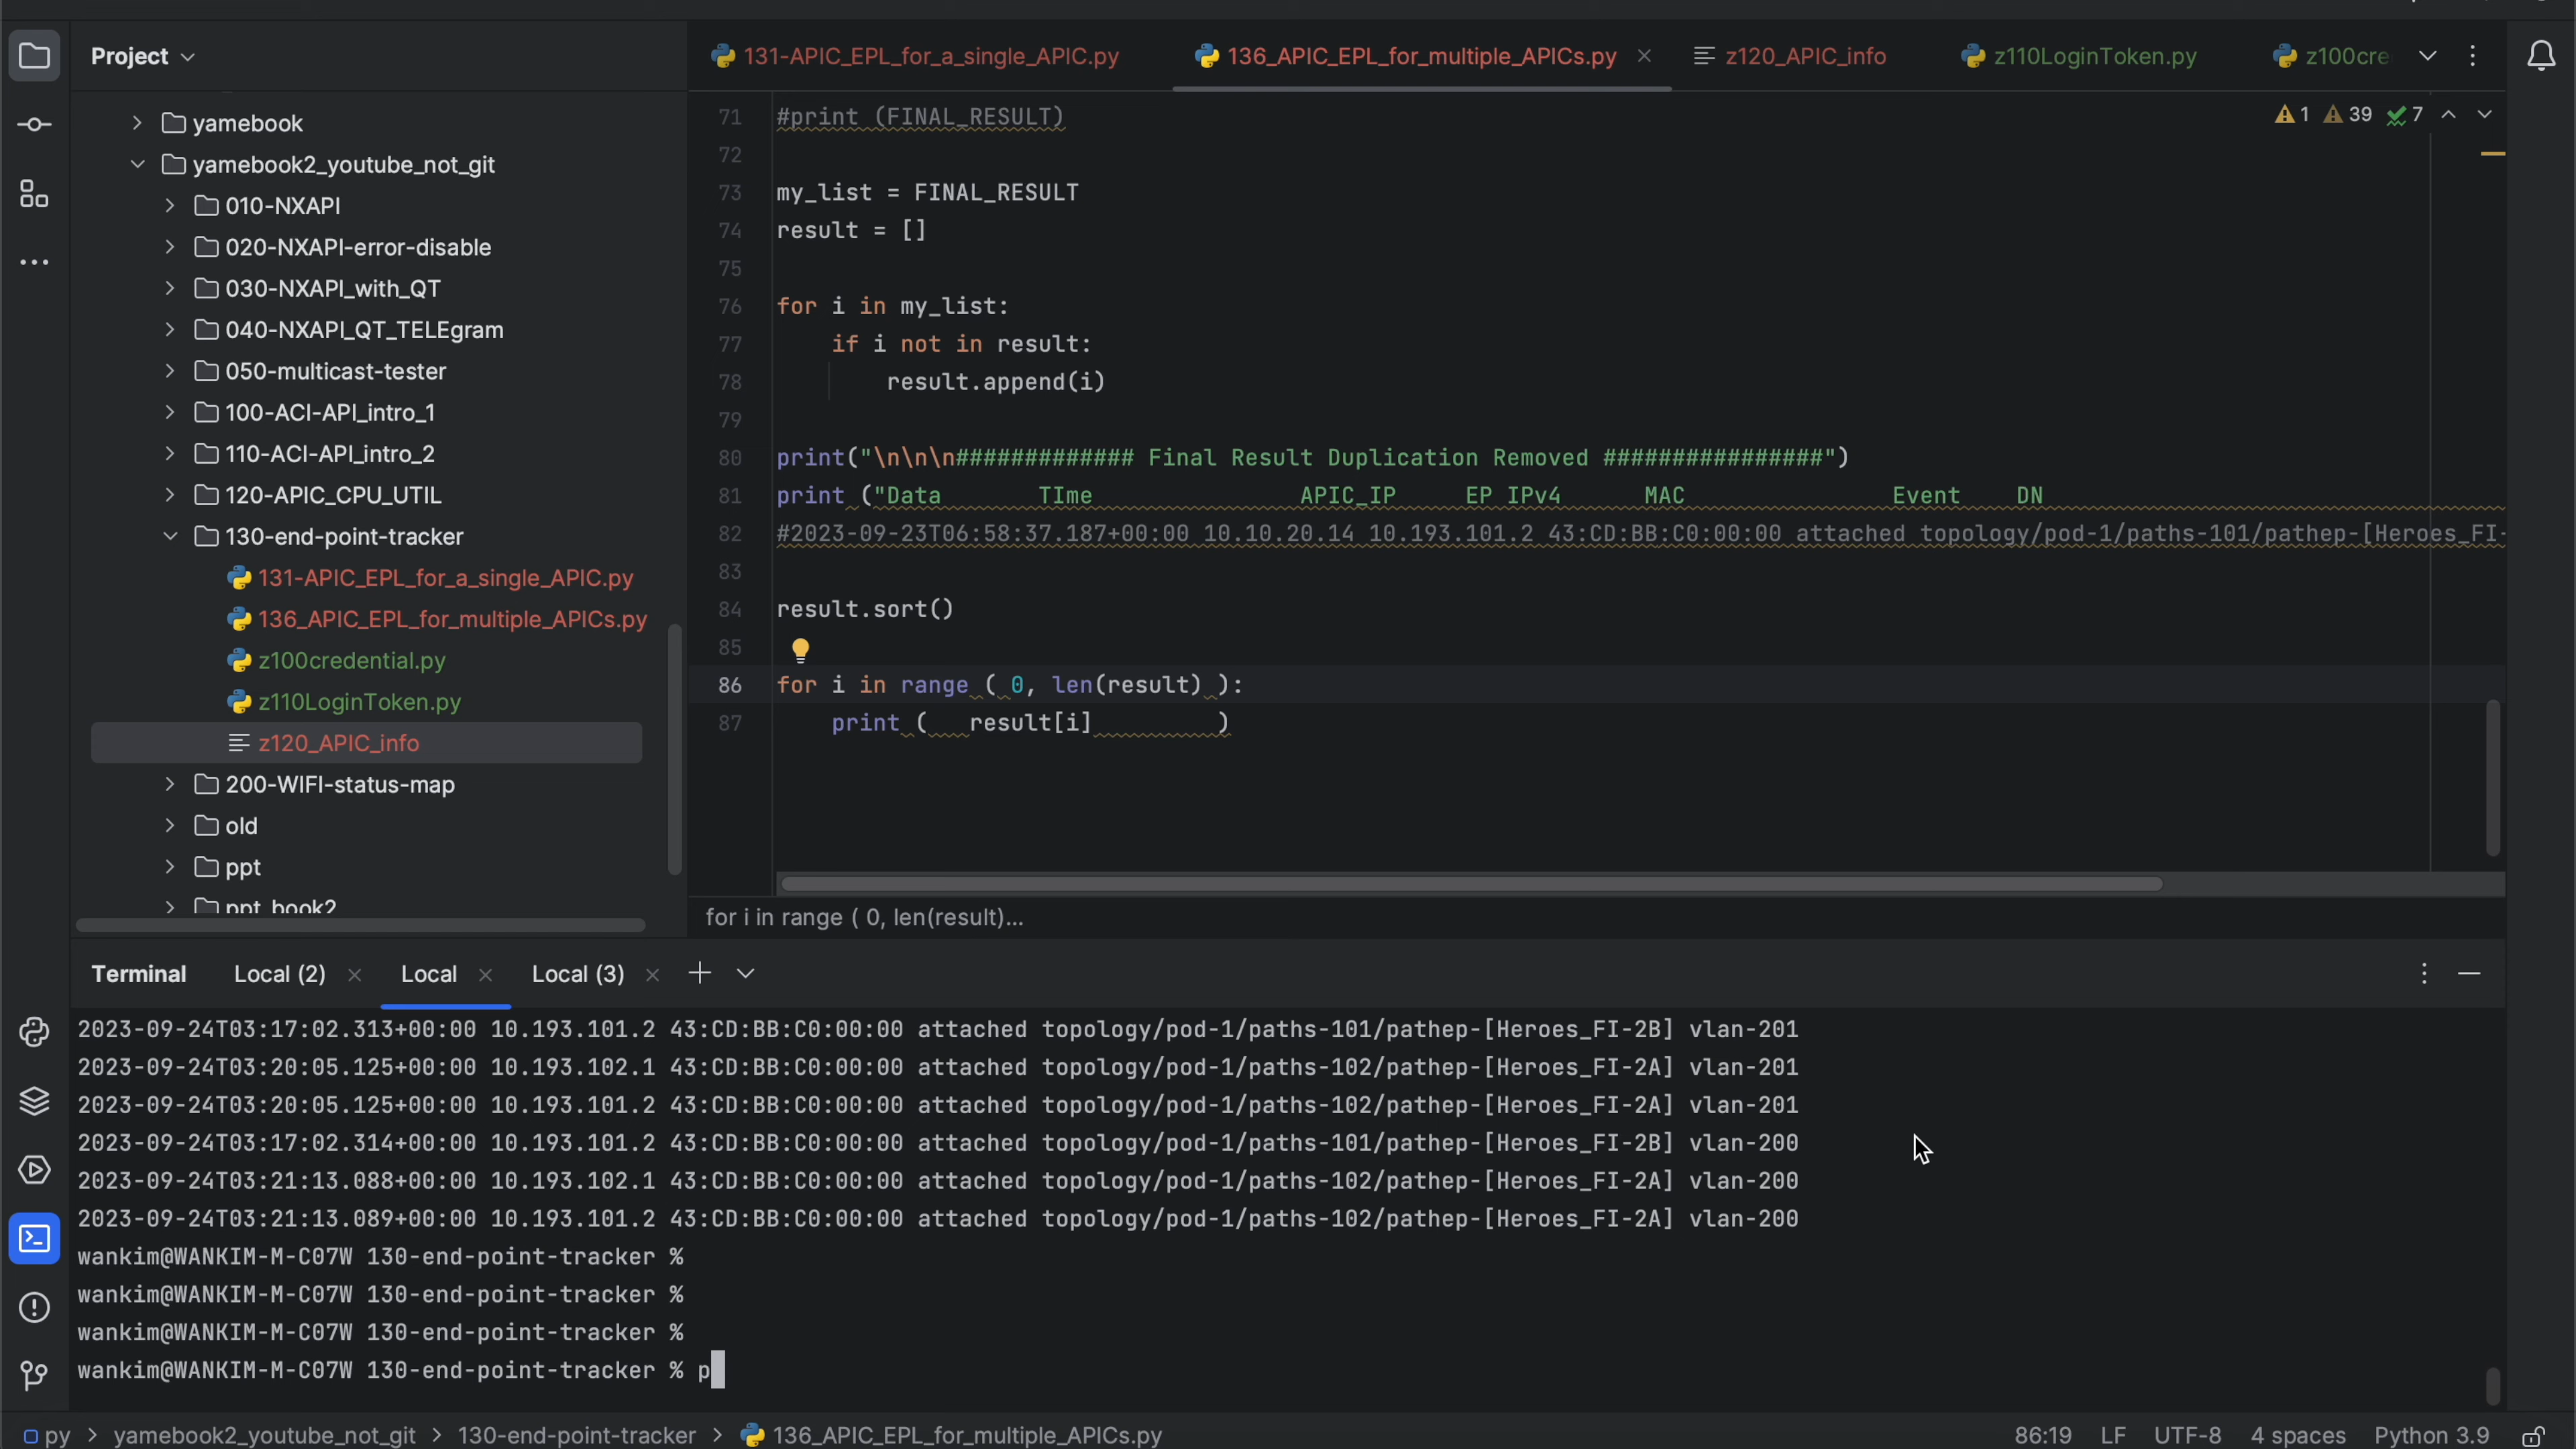 Project
131-APIC_EPL_for_a_single_APIC.py
136_APIC_EPL_for_multiple_APICs.py
z120_APIC_info
z110LoginToken.py
z100cre
yamebook
yamebook2_youtube_not_git
010-NXAPI
020-NXAPI-error-disable
030-NXAPI_with_QT
040-NXAPI_QT_TELEgram
050-multicast-tester
100-ACI-API_intro_1
110-ACI-API_intro_2
120-APIC_CPU_UTIL
130-end-point-tracker
131-APIC_EPL_for_a_single_APIC.py
136_APIC_EPL_for_multiple_APICs.py
z100credential.py
z110LoginToken.py
z120_APIC_info
200-WIFI-status-map
old
ppt
ppt_book2
1 39 7
71 #print (FINAL_RESULT)
72
73 my_list = FINAL_RESULT
74 result = []
75
76 for i in my_list:
77 if i not in result:
78 result.append(i)
79
80 print("\n\n\n############# Final Result Duplication Removed ################")
81 print ("Data TIme APIC_IP EP IPv4 MAC Event DN
82 #2023-09-23T06:58:37.187+00:00 10.10.20.14 10.193.101.2 43:CD:BB:C0:00:00 attached topology/pod-1/paths-101/pathep-[Heroes_FI-
83
84 result.sort()
85
86 for i in range ( 0, len(result) ):
87 print ( result[i] )
for i in range ( 0, len(result)...
Terminal Local (2) Local Local (3)
2023-09-24T03:17:02.313+00:00 10.193.101.2 43:CD:BB:C0:00:00 attached topology/pod-1/paths-101/pathep-[Heroes_FI-2B] vlan-201
2023-09-24T03:20:05.125+00:00 10.193.102.1 43:CD:BB:C0:00:00 attached topology/pod-1/paths-102/pathep-[Heroes_FI-2A] vlan-201
2023-09-24T03:20:05.125+00:00 10.193.101.2 43:CD:BB:C0:00:00 attached topology/pod-1/paths-102/pathep-[Heroes_FI-2A] vlan-201
2023-09-24T03:17:02.314+00:00 10.193.101.2 43:CD:BB:C0:00:00 attached topology/pod-1/paths-101/pathep-[Heroes_FI-2B] vlan-200
2023-09-24T03:21:13.088+00:00 10.193.102.1 43:CD:BB:C0:00:00 attached topology/pod-1/paths-102/pathep-[Heroes_FI-2A] vlan-200
2023-09-24T03:21:13.089+00:00 10.193.101.2 43:CD:BB:C0:00:00 attached topology/pod-1/paths-102/pathep-[Heroes_FI-2A] vlan-200
wankim@WANKIM-M-C07W 130-end-point-tracker %
wankim@WANKIM-M-C07W 130-end-point-tracker %
wankim@WANKIM-M-C07W 130-end-point-tracker %
wankim@WANKIM-M-C07W 130-end-point-tracker % p
py > yamebook2_youtube_not_git > 130-end-point-tracker > 136_APIC_EPL_for_multiple_APICs.py
86:19 LF UTF-8 4 spaces Python 3.9